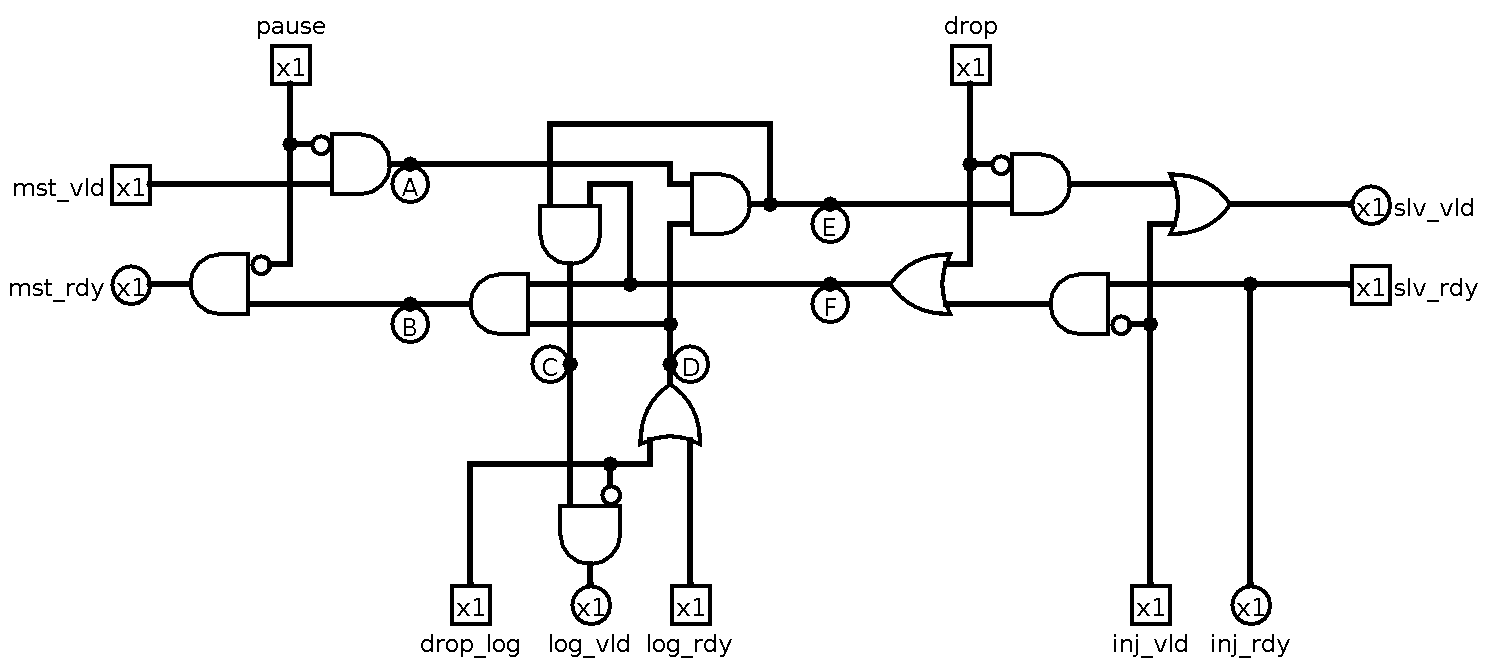 pause
drop
x1
x1
mst_vld x1
A
E
x1 slv_vld
mst_rdy x1
B
F
x1 slv_rdy
C
D
x1
x1
x1
x1
x1
drop_log
log_vld
log_rdy
inj_vld
inj_rdy